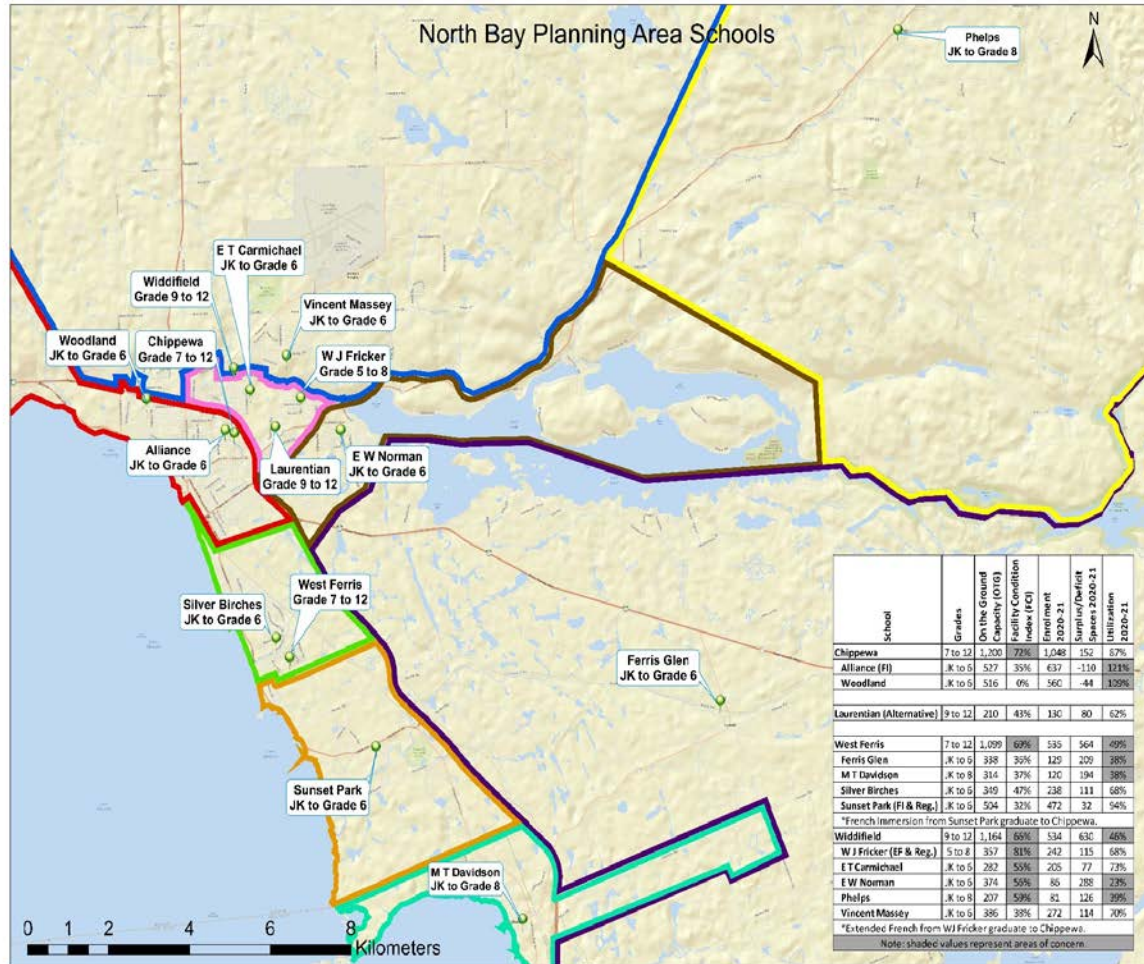 North Bay Planning Area Schools
N
Phelps
JK to Grade 8
E T Carmichael
JK to Grade 6
Widdifield
Grade 9 to 12
Vincent Massey
JK to Grade 6
Woodland
JK to Grade 6
Chippewa
Grade 7 to 12
W J Fricker
Grade 5 to 8
Alliance
JK to Grade 6
Laurentian
Grade 9 to 12
E W Norman
JK to Grade 6
West Ferris
Grade 7 to 12
Silver Birches
JK to Grade 6
Ferris Glen
JK to Grade 6
Sunset Park
JK to Grade 6
M T Davidson
JK to Grade 8
0 2 4 6 8
Kilometers
School Grades On the Ground Capacity (OTG) Facility Condition Index (FCI) Enrolment 2020-21 Surplus/Deficit Spaces 2020-21 Utilization 2020-21
Chippewa 7 to 12 1,200 72% 1,048 152 87%
Alliance (FI) JK to 6 527 35% 637 -110 121%
Woodland JK to 6 516 0% 560 -44 109%
Laurentian (Alternative) 9 to 12 210 43% 130 80 62%
West Ferris 7 to 12 1,099 69% 535 564 49%
Ferris Glen JK to 6 338 36% 129 209 38%
M T Davidson JK to 8 314 37% 120 194 38%
Silver Birches JK to 6 349 47% 238 111 68%
Sunset Park (FI & Reg.) JK to 6 504 32% 472 32 94%
*French Immersion from Sunset Park graduate to Chippewa.
Widdifield 9 to 12 1,164 66% 534 630 46%
W J Fricker (EF & Reg.) 5 to 8 357 81% 242 115 68%
E T Carmichael JK to 6 282 55% 205 77 73%
E W Norman JK to 6 374 56% 86 288 23%
Phelps JK to 8 207 59% 81 126 39%
Vincent Massey JK to 6 386 38% 272 114 70%
*Extended French from WJ Fricker graduate to Chippewa.
Note: shaded values represent areas of concern.